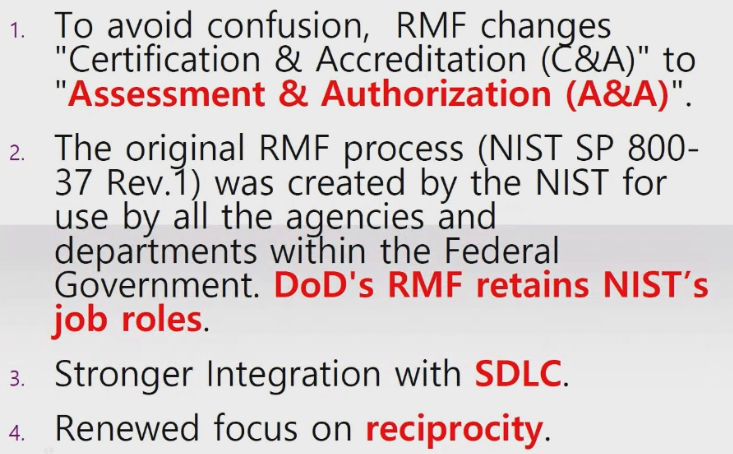 1. To avoid confusion,  RMF changes
"Certification & Accreditation (C&A)" to
"Assessment & Authorization (A&A)".
2. The original RMF process (NIST SP 800-
37 Rev.1) was created by the NIST for
use by all the agencies and
departments within the Federal
Government. DoD's RMF retains NIST’s
job roles.
3. Stronger Integration with SDLC.
4. Renewed focus on reciprocity.